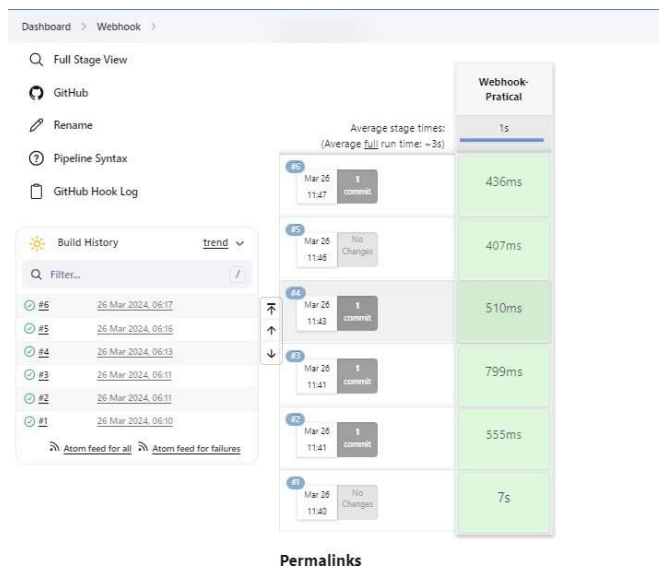 Dashboard > Webhook >
Full Stage View
GitHub
Rename
Pipeline Syntax
GitHub Hook Log
Build History trend
Filter... /
#6 26 Mar 2024, 06:17
#5 26 Mar 2024, 06:16
#4 26 Mar 2024, 06:13
#3 26 Mar 2024, 06:11
#2 26 Mar 2024, 06:11
#1 26 Mar 2024, 06:10
Atom feed for all Atom feed for failures
Webhook-
Pratical
Average stage times:
(Average full run time: ~3s)
1s
#6
Mar 26
11:47
1
commit
436ms
#5
Mar 26
11:46
No
Changes
407ms
#4
Mar 26
11:43
1
commit
510ms
#3
Mar 26
11:41
1
commit
799ms
#2
Mar 26
11:41
1
commit
555ms
#1
Mar 26
11:40
No
Changes
7s
Permalinks